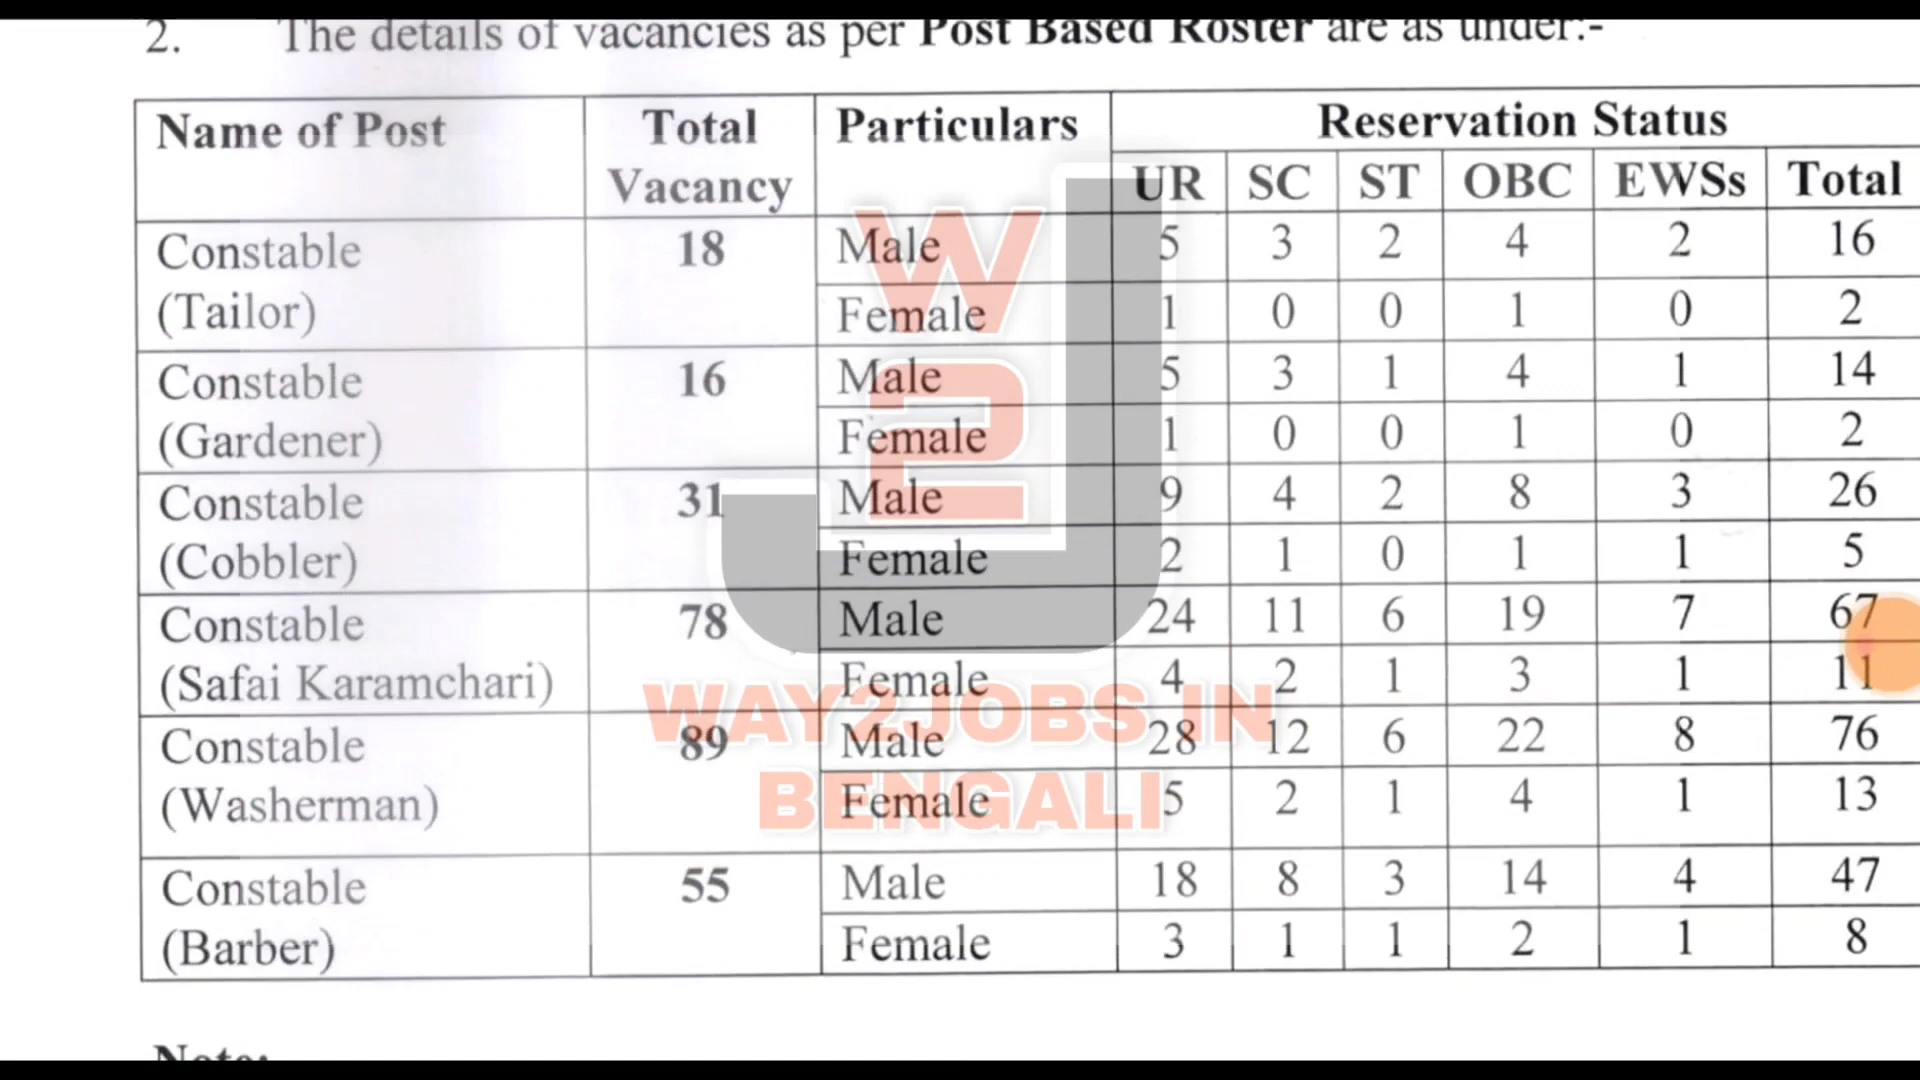 2. The details of vacancies as per Post Based Roster are as under:-
Name of Post Total Vacancy Particulars Reservation Status
UR SC ST OBC EWSs Total
Constable (Tailor) 18 Male 5 3 2 4 2 16
Female 1 0 0 1 0 2
Constable (Gardener) 16 Male 5 3 1 4 1 14
Female 1 0 0 1 0 2
Constable (Cobbler) 31 Male 9 4 2 8 3 26
Female 2 1 0 1 1 5
Constable (Safai Karamchari) 78 Male 24 11 6 19 7 67
Female 4 2 1 3 1 11
Constable (Washerman) 89 Male 28 12 6 22 8 76
Female 5 2 1 4 1 13
Constable (Barber) 55 Male 18 8 3 14 4 47
Female 3 1 1 2 1 8
Note:
W
2
J
WAY2JOBS IN
BENGALI